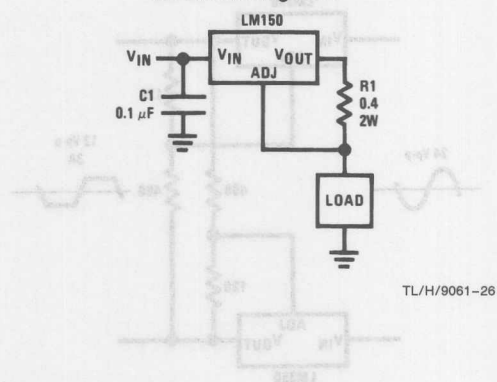 LM150
VIN
VIN
VOUT
ADJ
C1
0.1 μF
R1
0.4
2W
LOAD
TL/H/9061–26